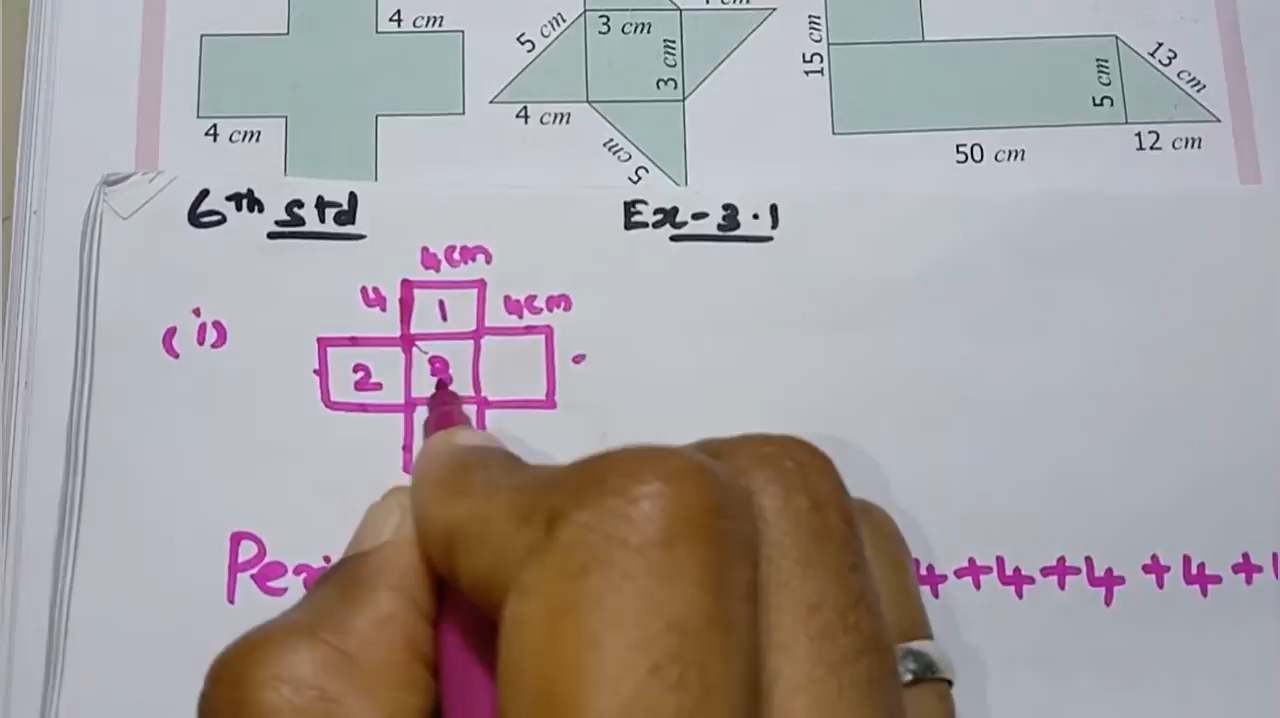 4 cm
5 cm
3 cm
15 cm
3 cm
5 cm
13 cm
4 cm
4 cm
5 cm
50 cm
12 cm
6th std
Ex-3.1
4cm
4
1
4cm
(i)
2
3
4+4+4+4+